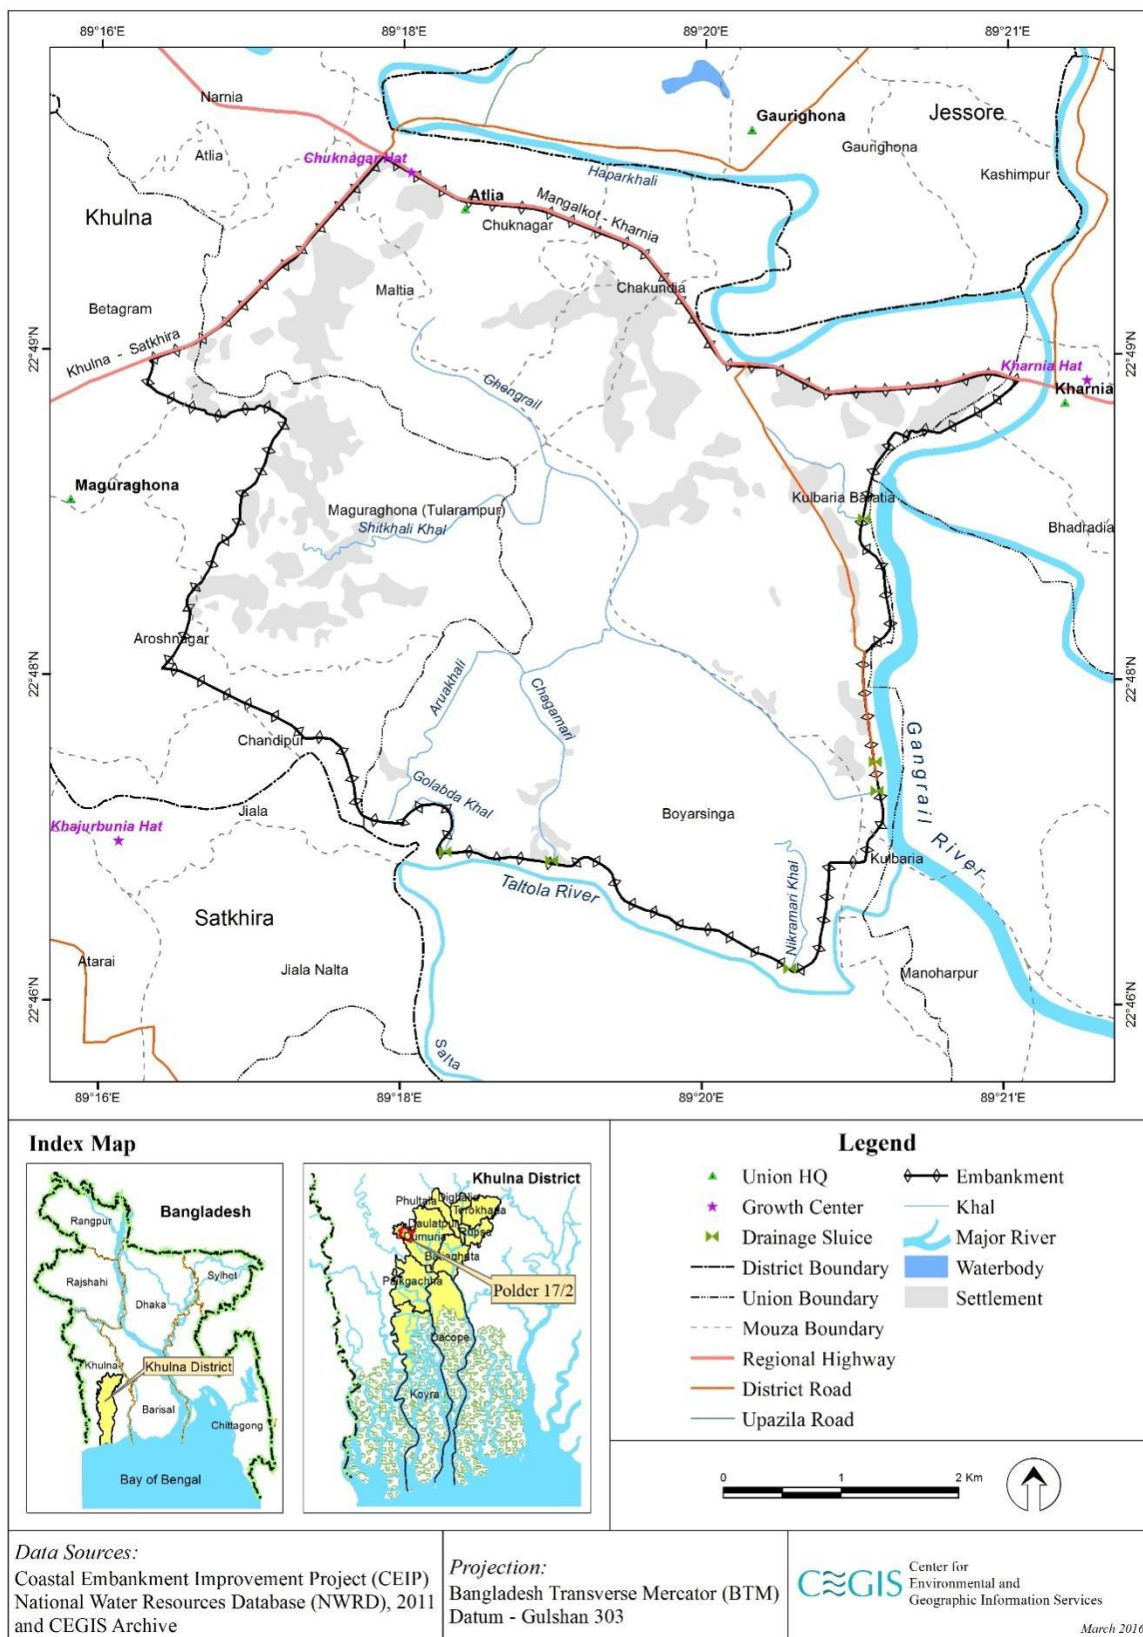 89°16'E
89°18'E
89°20'E
89°21'E
Narnia
Gaurighona
Jessore
Atlia
Chuknagar Hat
Haparkhali
Gaurighona
Kashimpur
Khulna
Atlia
Chuknagar
Mangalkot - Kharnia
Maltia
Chakundia
Betagram
Khulna - Satkhira
22°49'N
22°49'N
Kharnia Hat
Kharnia
Ghengrail
Maguraghona
Kulbaria Baratia
Maguraghona (Tularampur)
Shitkhali Khal
Bhadradia
Aroshnagar
22°48'N
22°48'N
Aruakhali
Chagamari
Chandipur
Gangrail River
Golabda Khal
Jiala
Boyarsinga
Khajurbunia Hat
Kulbaria
Taltola River
Nikramari Khal
Satkhira
Atarai
Jiala Nalta
Manoharpur
22°46'N
22°46'N
Salta
89°16'E
89°18'E
89°20'E
89°21'E
Index Map
Bangladesh
Rangpur
Rajshahi
Sylhet
Dhaka
Khulna
Khulna District
Barisal
Chittagong
Bay of Bengal
Khulna District
Phultala
Dighalia
Terokhada
Daulatpur
Dumuria
Rupsa
Batiaghata
Paikgachha
Polder 17/2
Dacope
Koyra
Legend
Union HQ
Growth Center
Drainage Sluice
District Boundary
Union Boundary
Mouza Boundary
Regional Highway
District Road
Upazila Road
Embankment
Khal
Major River
Waterbody
Settlement
0 1 2 Km
Data Sources:
Coastal Embankment Improvement Project (CEIP)
National Water Resources Database (NWRD), 2011
and CEGIS Archive
Projection:
Bangladesh Transverse Mercator (BTM)
Datum - Gulshan 303
CEGIS
Center for
Environmental and
Geographic Information Services
March 2016